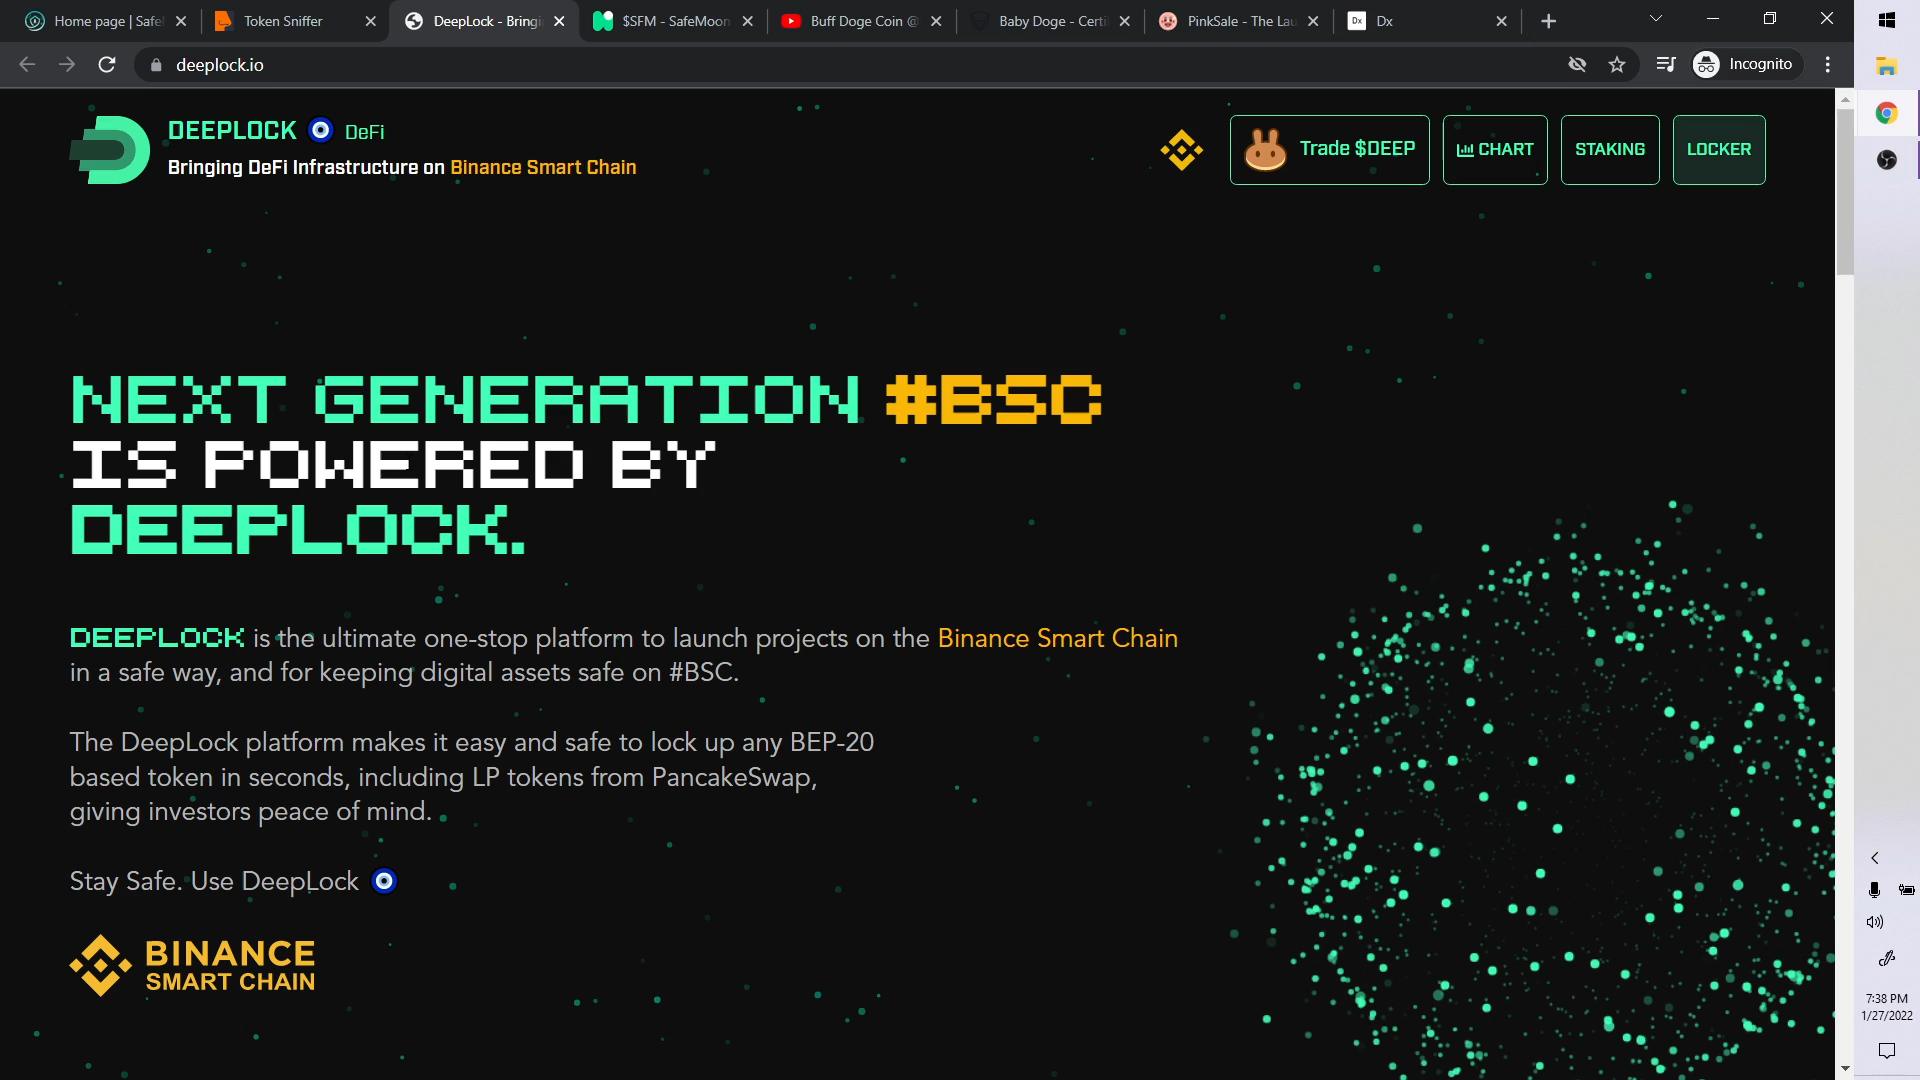 Home page | Safe
Token Sniffer
DeepLock - Bringi
$SFM - SafeMoon
Buff Doge Coin @
Baby Doge - Certi
PinkSale - The Lau
Dx
Dx
deeplock.io
Incognito
DEEPLOCK DeFi
Bringing DeFi Infrastructure on Binance Smart Chain
Trade $DEEP
CHART
STAKING
LOCKER
NEXT GENERATION #BSC
IS POWERED BY
DEEPLOCK.
DEEPLOCK is the ultimate one-stop platform to launch projects on the Binance Smart Chain
in a safe way, and for keeping digital assets safe on #BSC.
The DeepLock platform makes it easy and safe to lock up any BEP-20
based token in seconds, including LP tokens from PancakeSwap,
giving investors peace of mind.
Stay Safe. Use DeepLock
BINANCE
SMART CHAIN
7:38 PM
1/27/2022